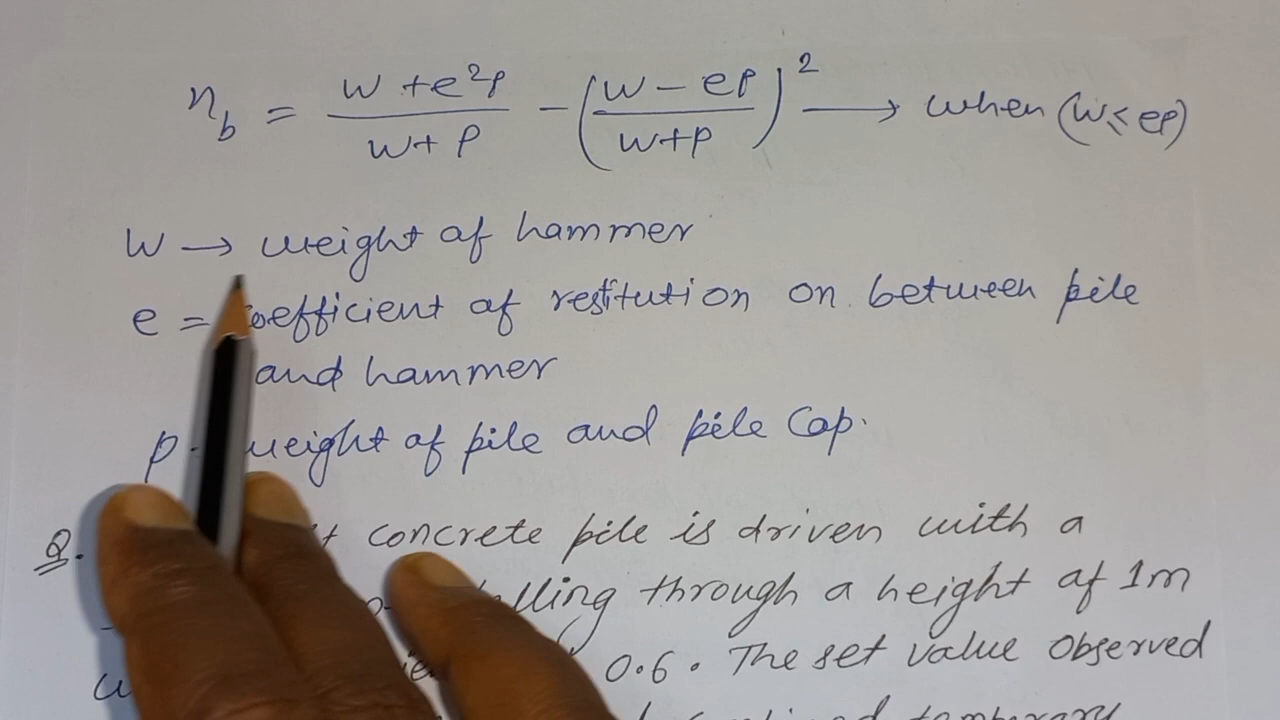 η_b = (w + e²p)/(w + p) − ((w − ep)/(w + p))² → when (w < ep)
W → weight of hammer
e = coefficient of restitution on between pile
and hammer
p weight of pile and pile Cap.
Q. concrete pile is driven with a
through a height of 1m
0.6. The set value observed